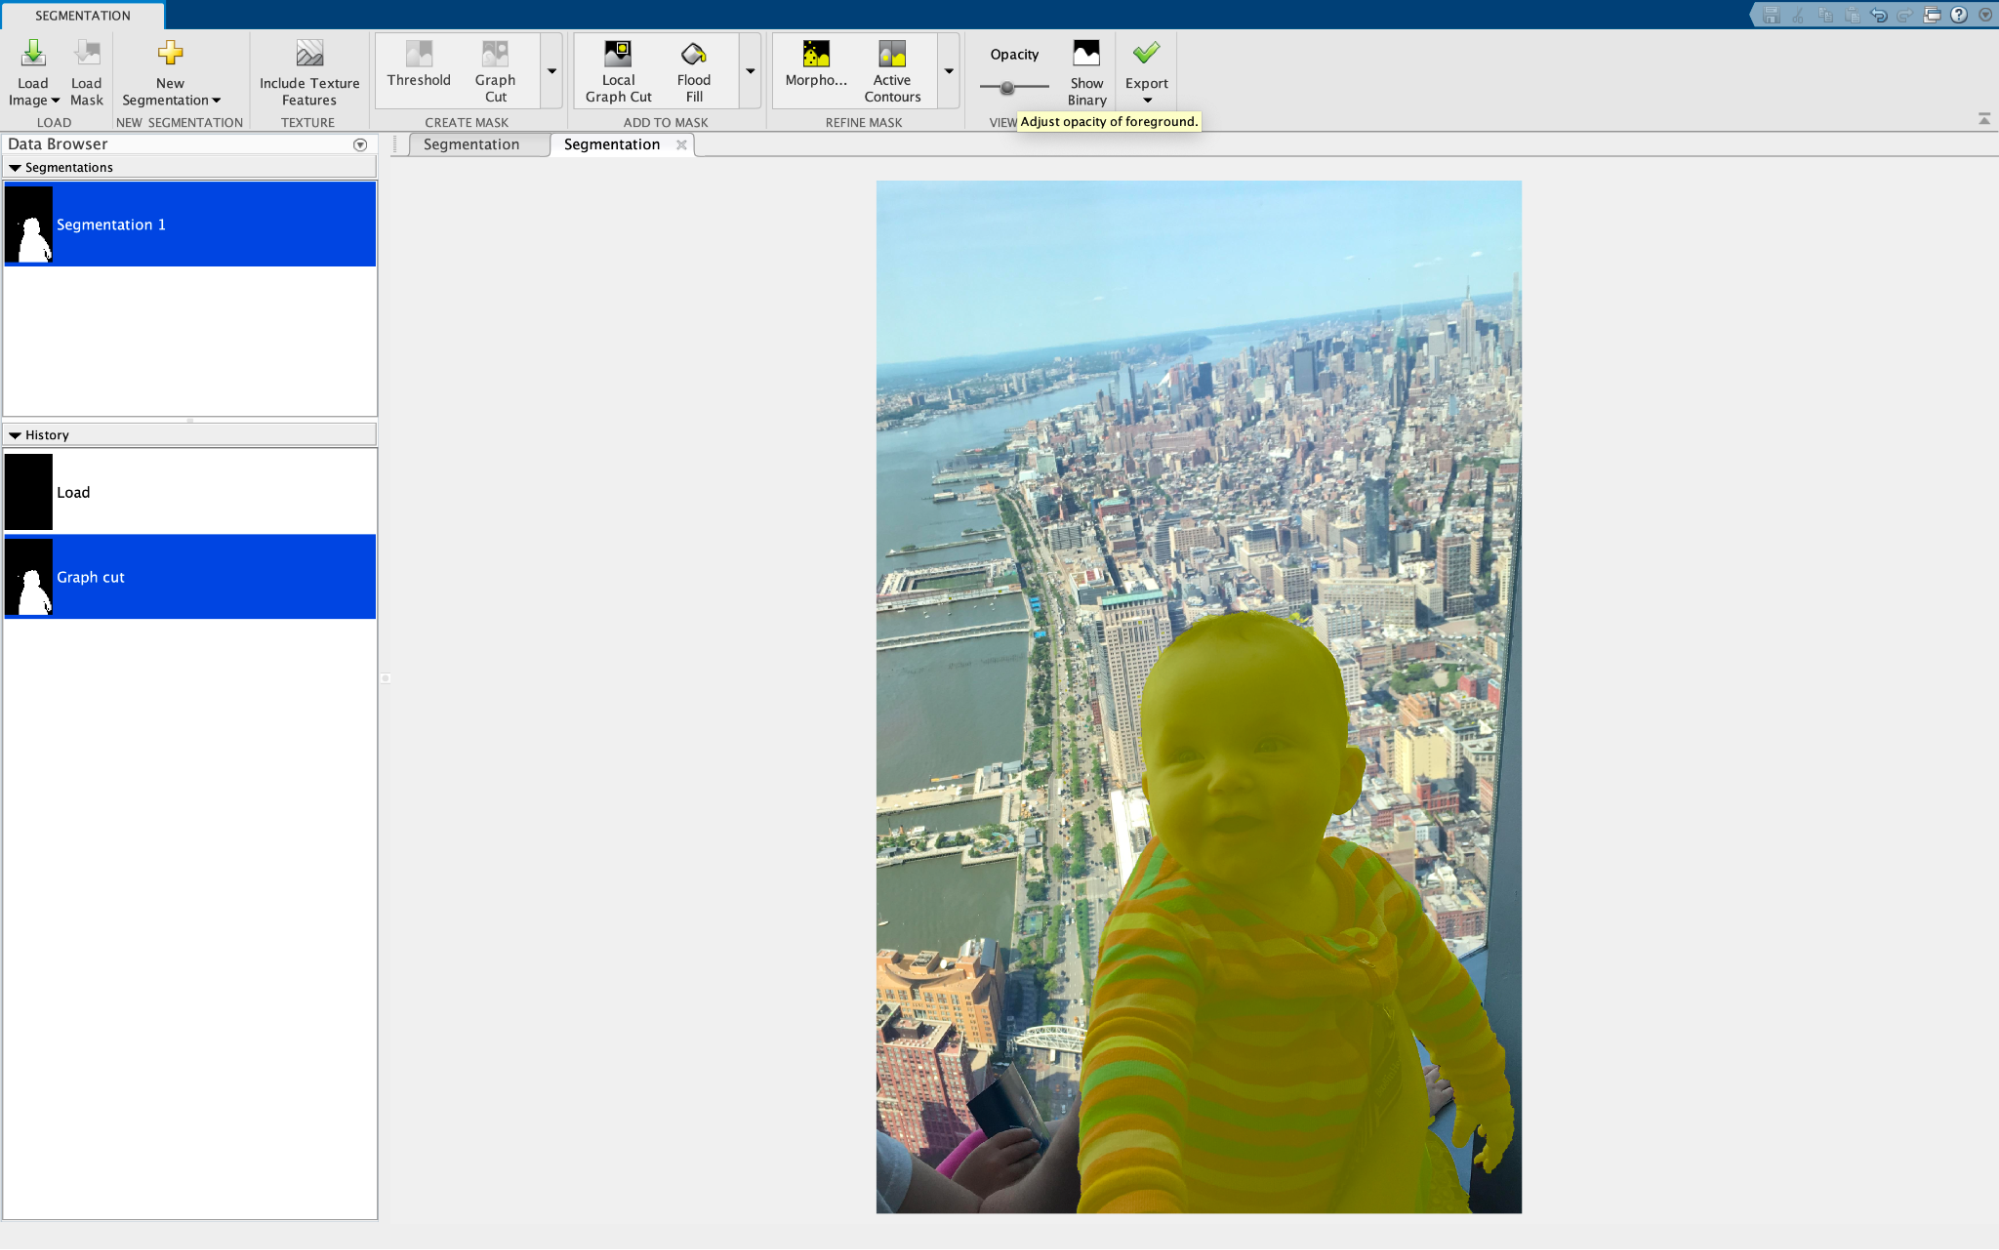 SEGMENTATION
Load Image
Load Mask
New Segmentation
Include Texture Features
Threshold
Graph Cut
Local Graph Cut
Flood Fill
Morpho...
Active Contours
Opacity
Show Binary
Export
LOAD
NEW SEGMENTATION
TEXTURE
CREATE MASK
ADD TO MASK
REFINE MASK
VIEW
Adjust opacity of foreground.
Data Browser
Segmentation
Segmentation
Segmentations
Segmentation 1
History
Load
Graph cut